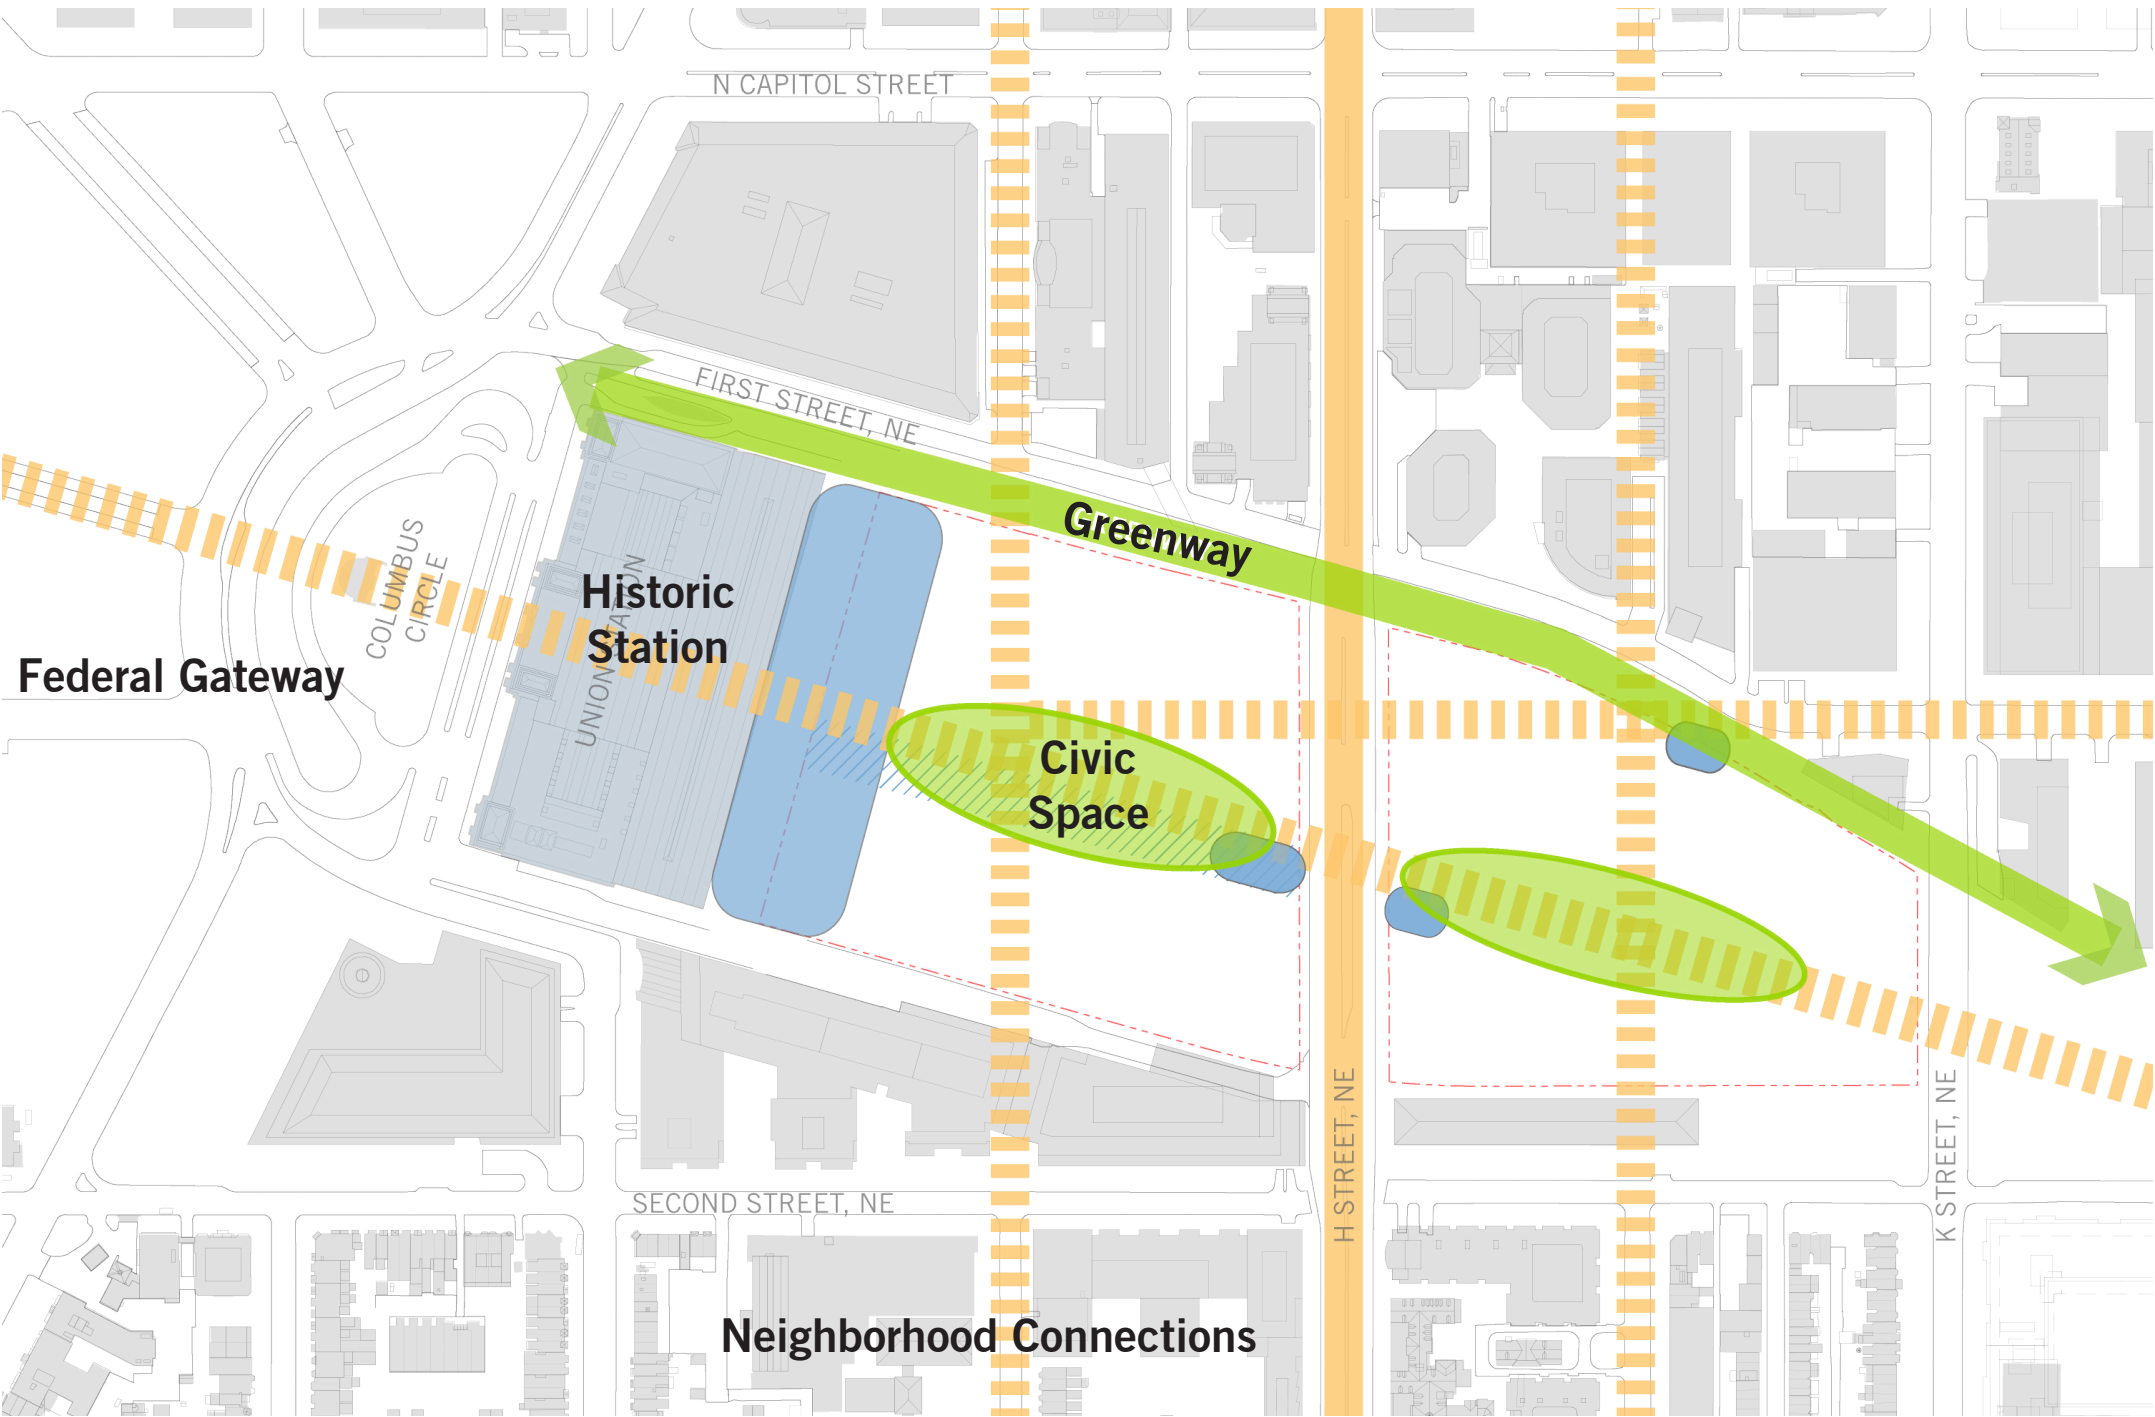 N CAPITOL STREET
FIRST STREET, NE
Greenway
COLUMBUS
CIRCLE
UNION STATION
Historic
Station
Federal Gateway
Civic
Space
H STREET, NE
K STREET, NE
SECOND STREET, NE
Neighborhood Connections